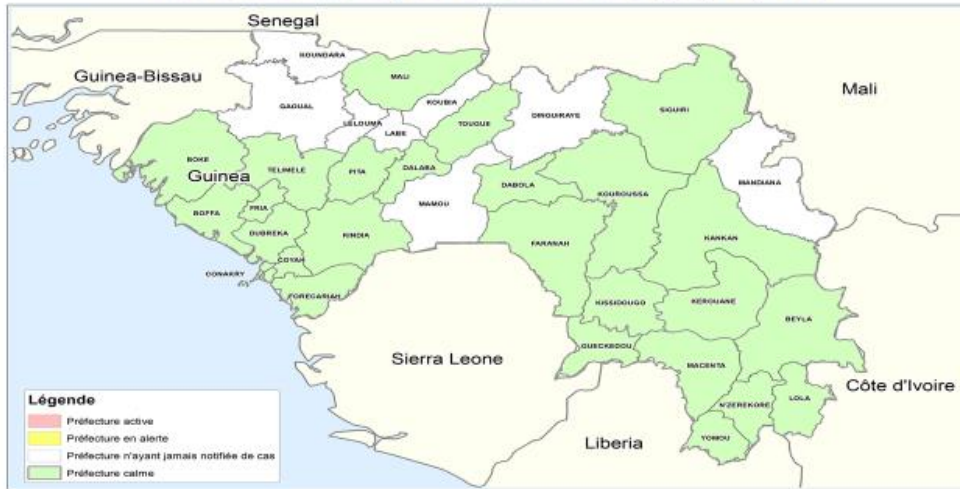 Senegal
KOUNDARA
Guinea-Bissau
MALI
Mali
KOUBIA
GAOUAL
SIGUIRI
DINGUIRAYE
LELOUMA
TOUGUE
LABE
BOKE
TELIMELE
PITA
DALABA
Guinea
DABOLA
MANDIANA
KOUROUSSA
MAMOU
FRIA
BOFFA
DUBREKA
KINDIA
KANKAN
FARANAH
COYAH
CONAKRY
FORECARIAH
KISSIDOUGO
KEROUANE
BEYLA
GUECKEDOU
Sierra Leone
MACENTA
Côte d'Ivoire
LOLA
N'ZEREKORE
YOMOU
Liberia
Légende
Préfecture active
Préfecture en alerte
Préfecture n'ayant jamais notifiée de cas
Préfecture calme